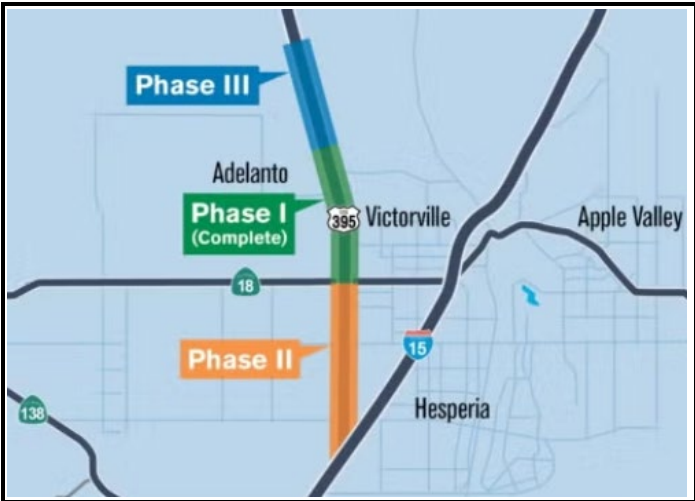 Phase III
Adelanto
Phase I
(Complete)
395
Victorville
Apple Valley
18
Phase II
15
Hesperia
138